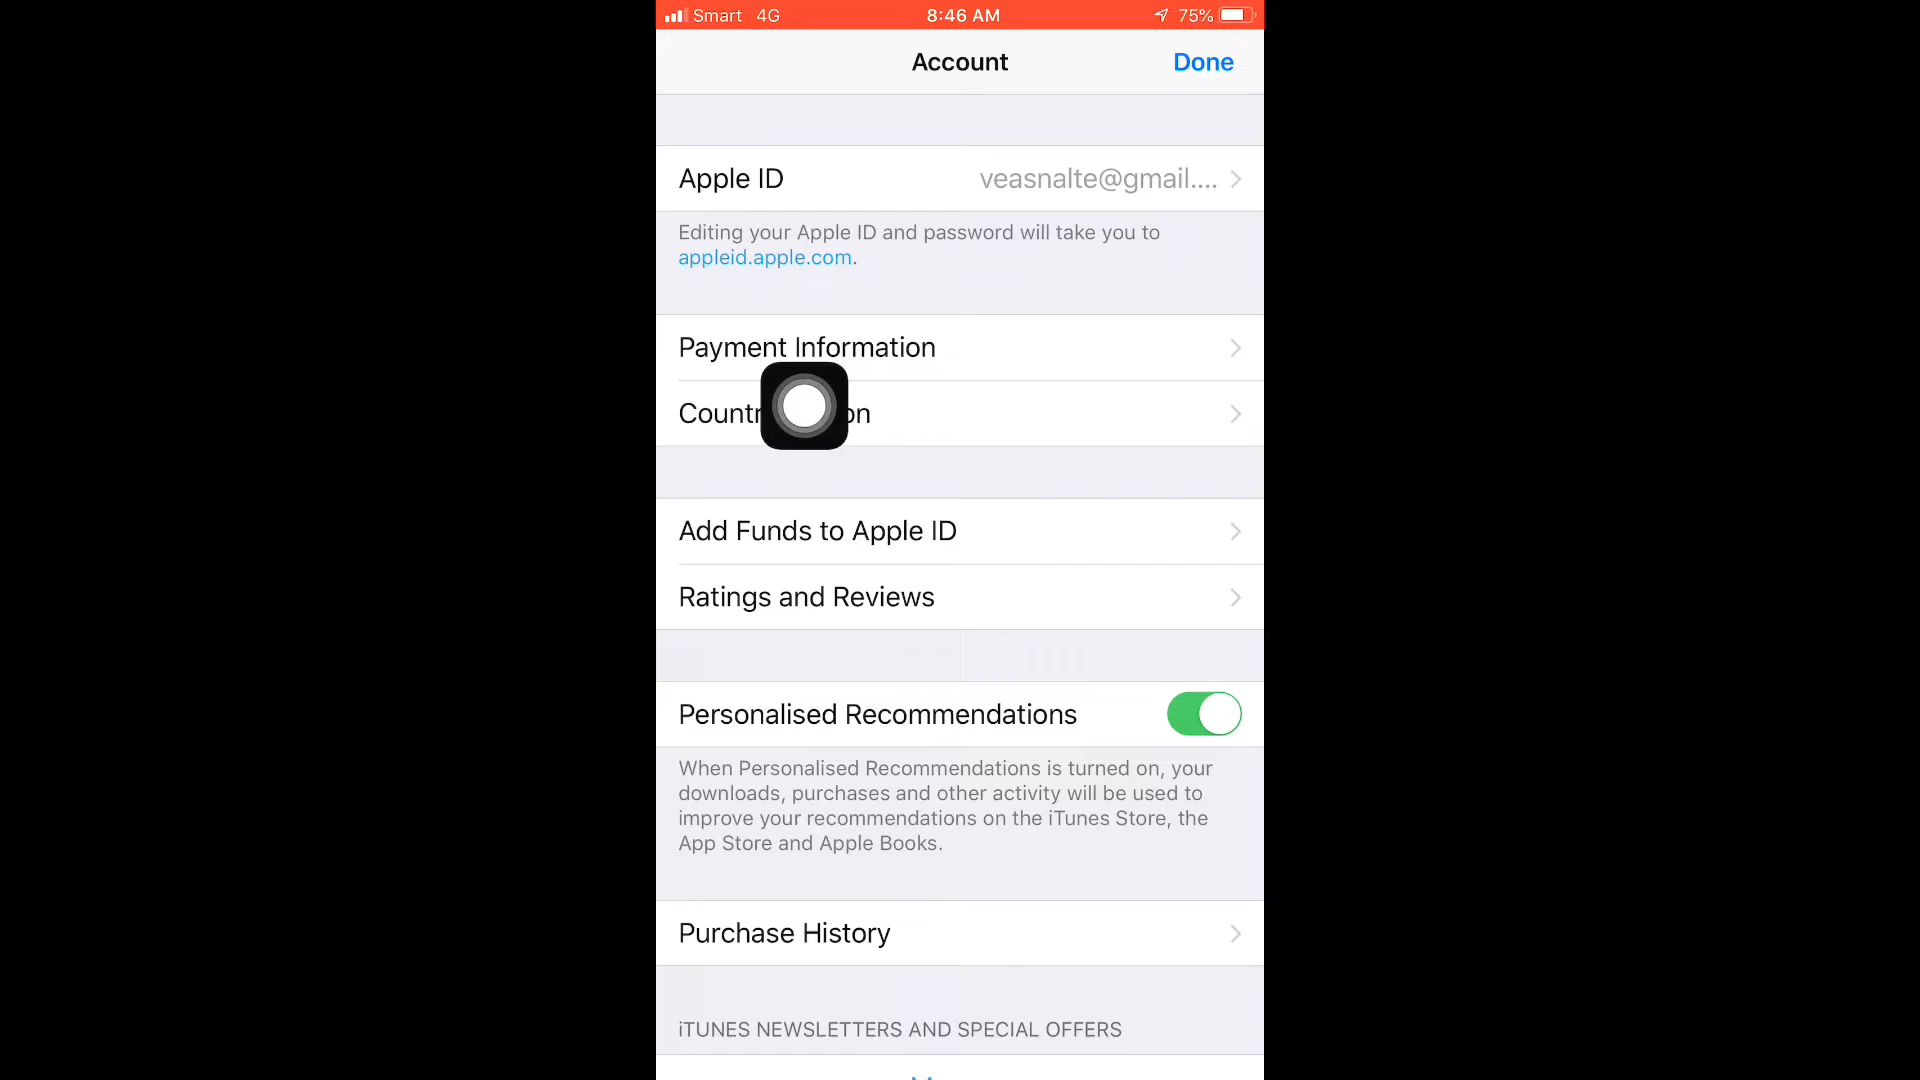 Smart 4G 8:46 AM 75%
Account Done
Apple ID veasnalte@gmail....
Editing your Apple ID and password will take you to
appleid.apple.com.
Payment Information
Add Funds to Apple ID
Ratings and Reviews
Personalised Recommendations
When Personalised Recommendations is turned on, your
downloads, purchases and other activity will be used to
improve your recommendations on the iTunes Store, the
App Store and Apple Books.
Purchase History
iTUNES NEWSLETTERS AND SPECIAL OFFERS